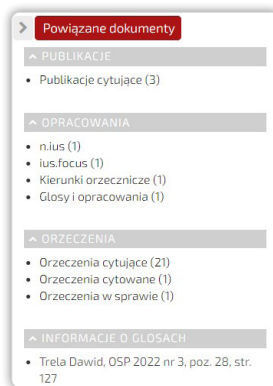 Powiązane dokumenty
PUBLIKACJE
Publikacje cytujące (3)
OPRACOWANIA
n.ius (1)
ius.focus (1)
Kierunki orzecznicze (1)
Glosy i opracowania (1)
ORZECZENIA
Orzeczenia cytujące (21)
Orzeczenia cytowane (1)
Orzeczenia w sprawie (1)
INFORMACJE O GLOSACH
Trela Dawid, OSP 2022 nr 3, poz. 28, str.
127